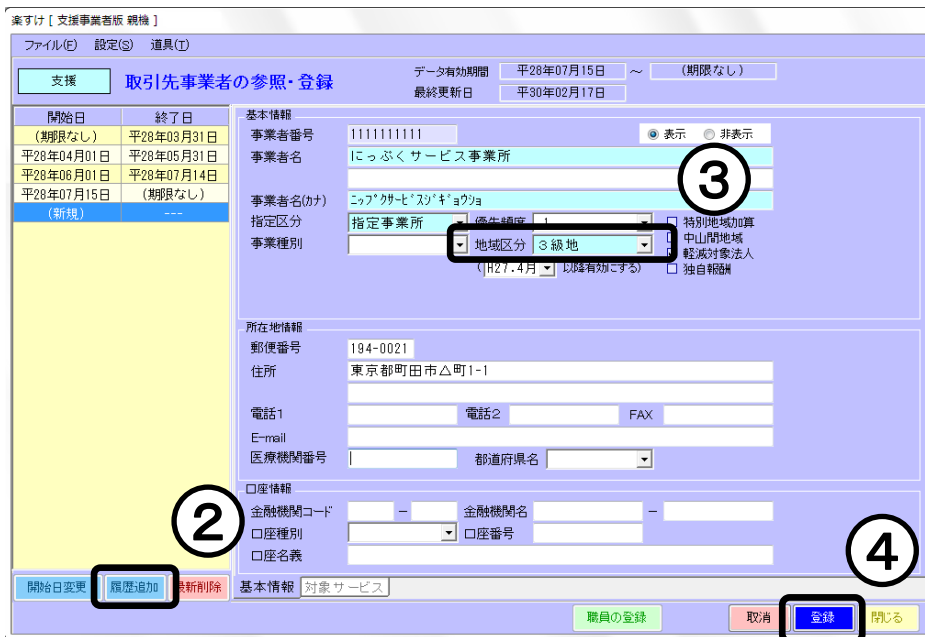 楽すけ [ 支援事業者版 親機 ]
ファイル(F) 設定(S) 道具(T)
支援 取引先事業者の参照・登録
データ有効期間 平28年07月15日 ～ (期限なし)
最終更新日 平30年02月17日
開始日 終了日
(期限なし) 平28年03月31日
平28年04月01日 平28年05月31日
平28年06月01日 平28年07月14日
平28年07月15日 (期限なし)
(新規) ---
基本情報
事業者番号 1111111111 表示 非表示
事業者名 にっぷくサービス事業所
③
事業者名(カナ) ﾆｯﾌﾟｸｻｰﾋﾞｽｼﾞｷﾞｮｳｼｮ
指定区分 指定事業所 優先頻度 1 特別地域加算
事業種別 地域区分 3級地 中山間地域
軽減対象法人
(H27.4月 以降有効にする) 独自報酬
所在地情報
郵便番号 194-0021
住所 東京都町田市△町1-1
電話1 電話2 FAX
E-mail
医療機関番号 都道府県名
口座情報
金融機関コード － 金融機関名 －
② 口座種別 口座番号 ④
口座名義
開始日変更 履歴追加 最新削除 基本情報 対象サービス
職員の登録 取消 登録 閉じる